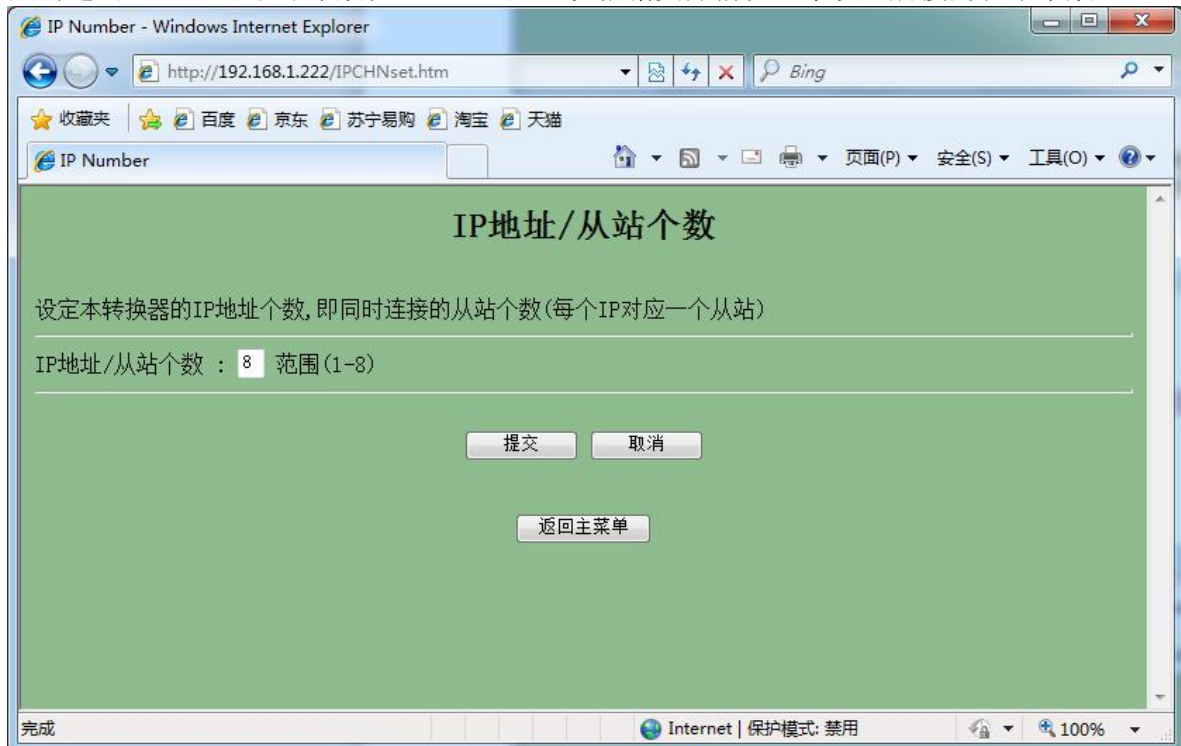 IP Number - Windows Internet Explorer
http://192.168.1.222/IPCHNset.htm
Bing
收藏夹 百度 京东 苏宁易购 淘宝 天猫
IP Number 页面(P) 安全(S) 工具(O)
IP地址/从站个数
设定本转换器的IP地址个数,即同时连接的从站个数(每个IP对应一个从站)
IP地址/从站个数 : 8 范围(1-8)
提交 取消
返回主菜单
完成 Internet | 保护模式: 禁用 100%